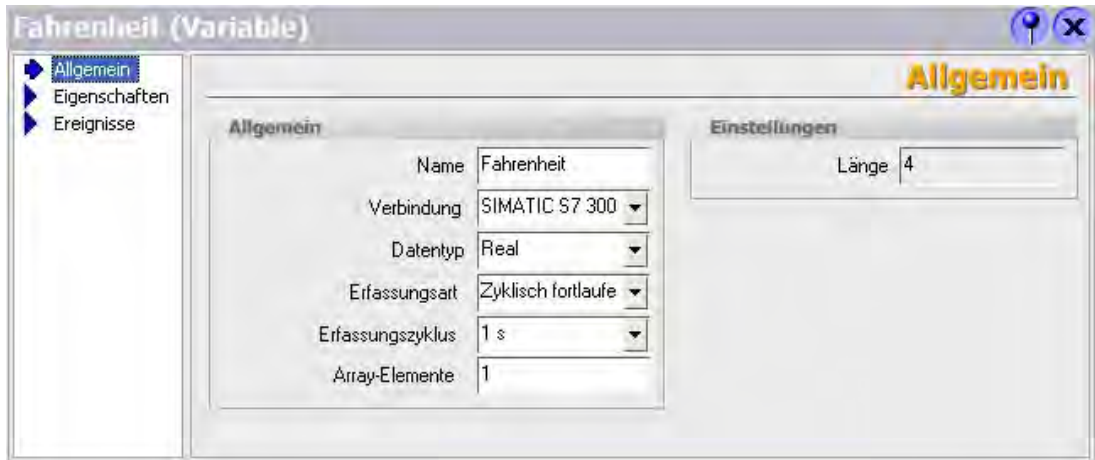 Fahrenheit (Variable)
Allgemein
Eigenschaften
Ereignisse
Allgemein
Allgemein
Name Fahrenheit
Verbindung SIMATIC S7 300
Datentyp Real
Erfassungsart Zyklisch fortlaufe
Erfassungszyklus 1 s
Array-Elemente 1
Einstellungen
Länge 4